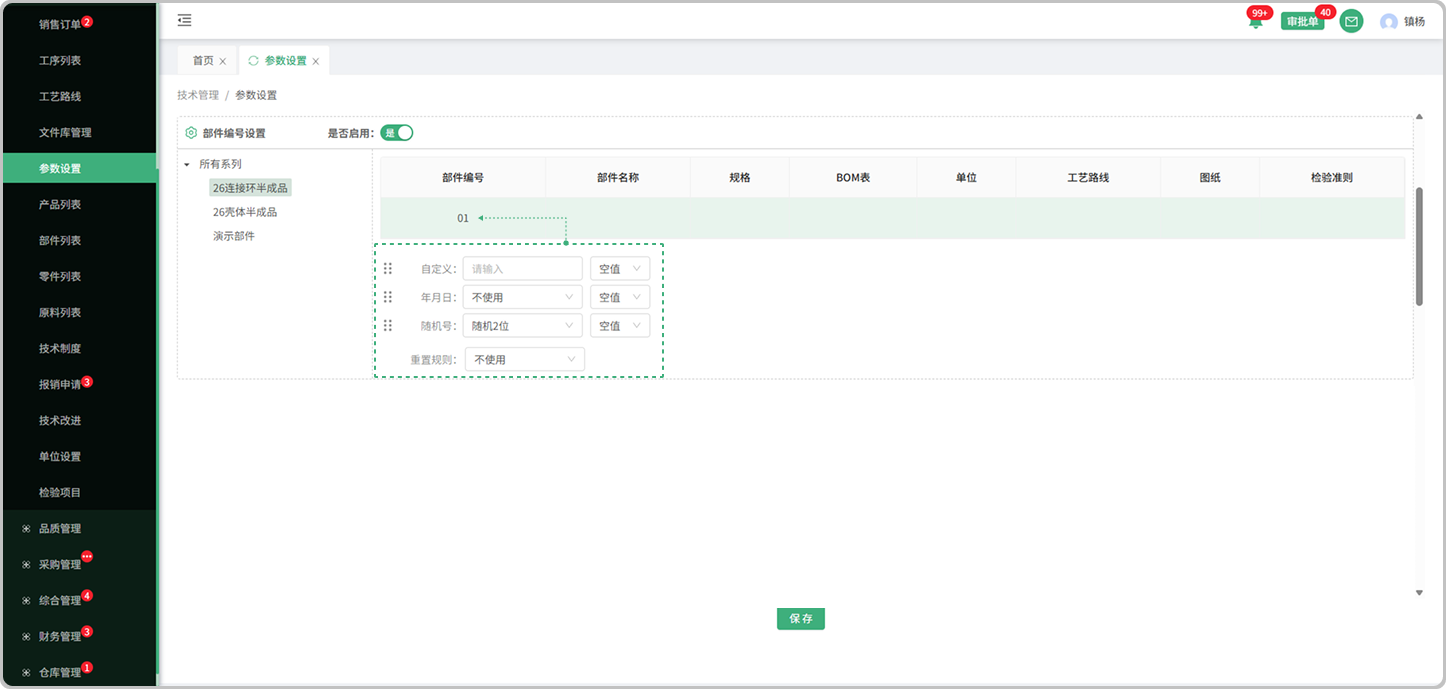 销售订单 2
工序列表
工艺路线
文件库管理
参数设置
产品列表
部件列表
零件列表
原料列表
技术制度
报销申请 3
技术改进
单位设置
检验项目
品质管理
采购管理
综合管理 4
财务管理 3
仓库管理 1
99+ 审批单 40 镇杨
首页 × 参数设置 ×
技术管理 / 参数设置
部件编号设置 是否启用: 是
所有系列
26连接环半成品
26壳体半成品
演示部件
部件编号 部件名称 规格 BOM表 单位 工艺路线 图纸 检验准则
01
自定义: 请输入 空值
年月日: 不使用 空值
随机号: 随机2位 空值
重置规则: 不使用
保存